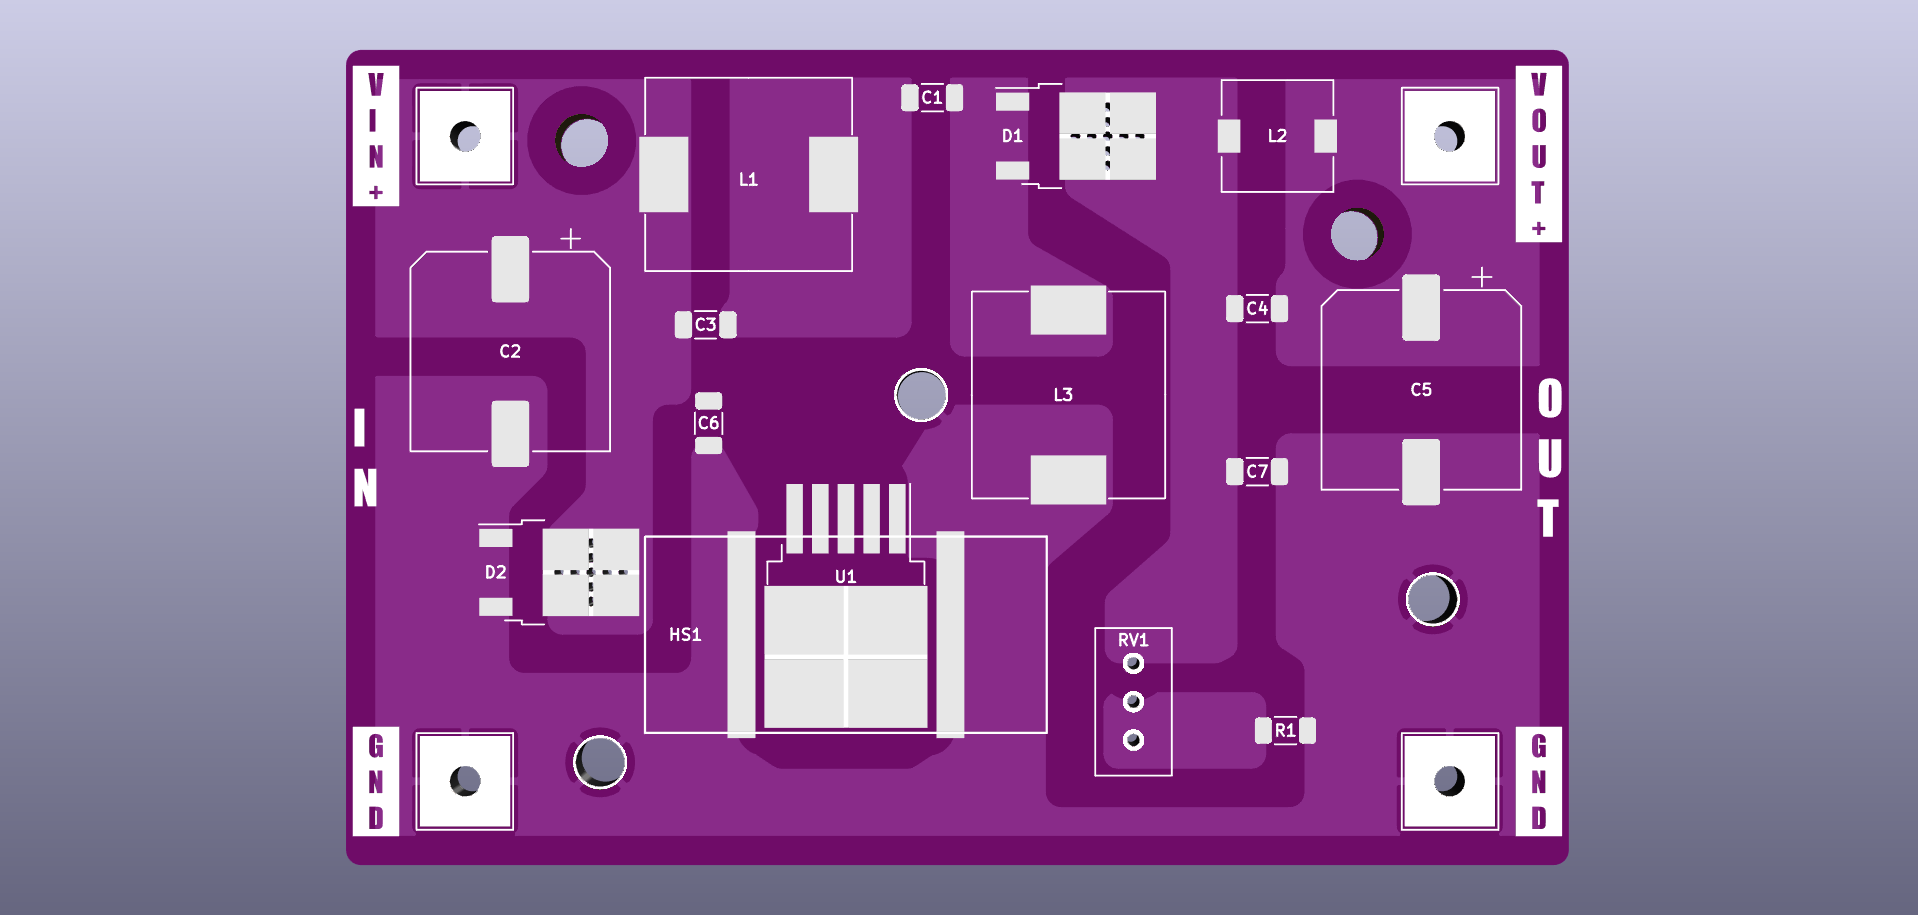 VIN+
C1
D1
L2
VOUT+
L1
C3
C4
C2
C6
L3
C5
IN
OUT
C7
D2
U1
HS1
RV1
R1
GND
GND